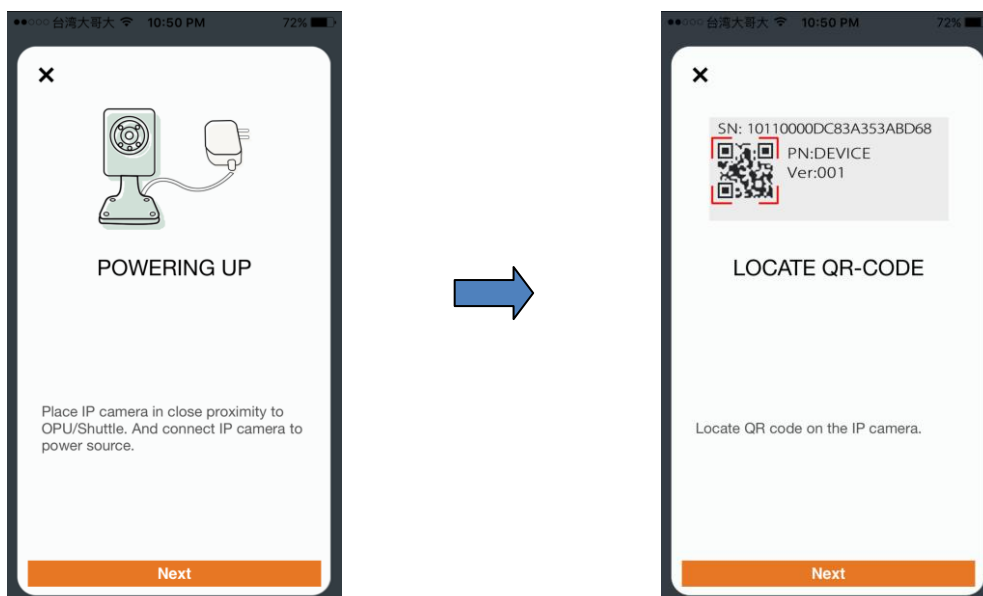 台湾大哥大 10:50 PM 72%
POWERING UP
Place IP camera in close proximity to
OPU/Shuttle. And connect IP camera to
power source.
Next
台湾大哥大 10:50 PM 72%
SN: 10110000DC83A353ABD68
PN:DEVICE
Ver:001
LOCATE QR-CODE
Locate QR code on the IP camera.
Next